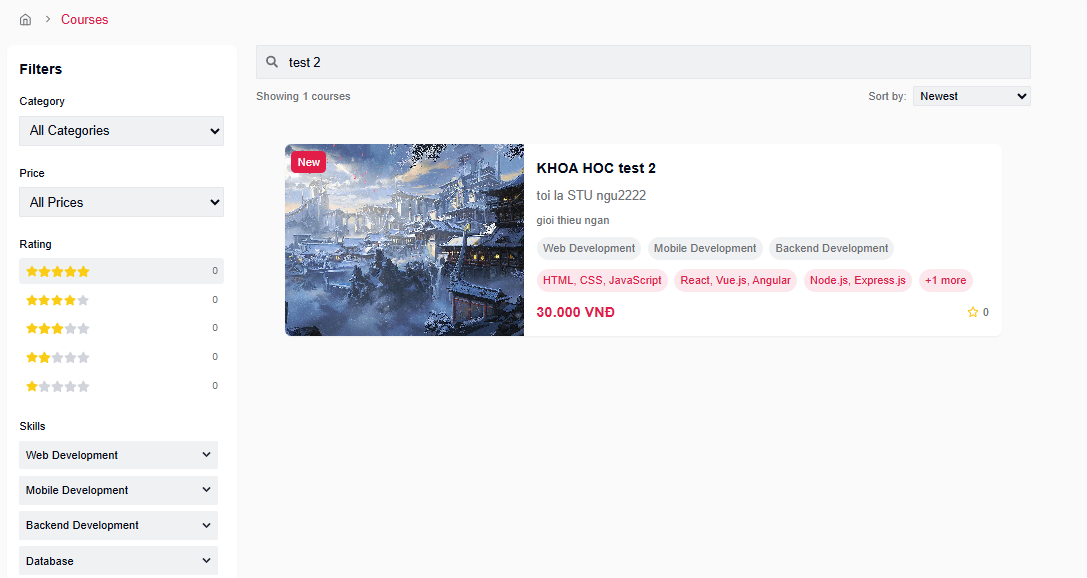 Courses
Filters
Category
All Categories
Price
All Prices
Rating
0
0
0
0
0
Skills
Web Development
Mobile Development
Backend Development
Database
test 2
Showing 1 courses
Sort by: Newest
New
KHOA HOC test 2
toi la STU ngu2222
gioi thieu ngan
Web Development Mobile Development Backend Development
HTML, CSS, JavaScript React, Vue.js, Angular Node.js, Express.js +1 more
30.000 VNĐ 0